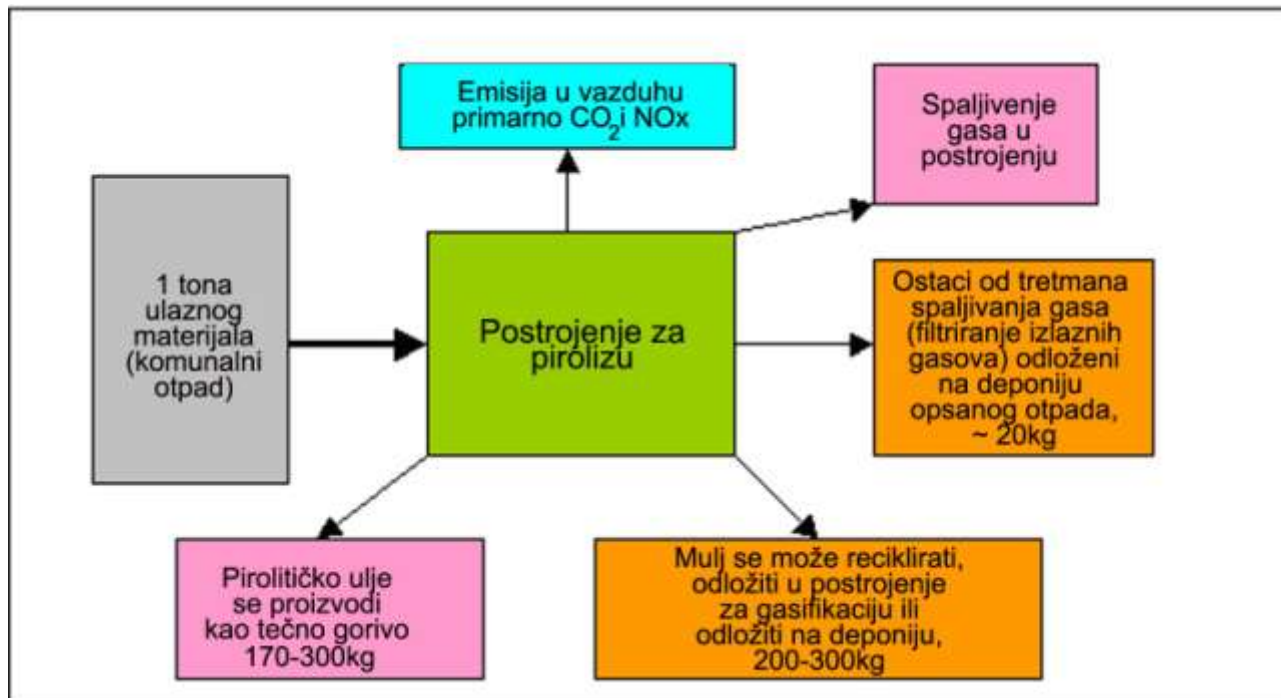 Emisija u vazduhu
primarno CO₂i NOx
Spaljivenje
gasa u
postrojenju
1 tona
ulaznog
materijala
(komunalni
otpad)
Postrojenje za
pirolizu
Ostaci od tretmana
spaljivanja gasa
(filtriranje izlaznih
gasova) odloženi
na deponiju
opsanog otpada,
~ 20kg
Pirolitičko ulje
se proizvodi
kao tečno gorivo
170-300kg
Mulj se može reciklirati,
odložiti u postrojenje
za gasifikaciju ili
odložiti na deponiju,
200-300kg